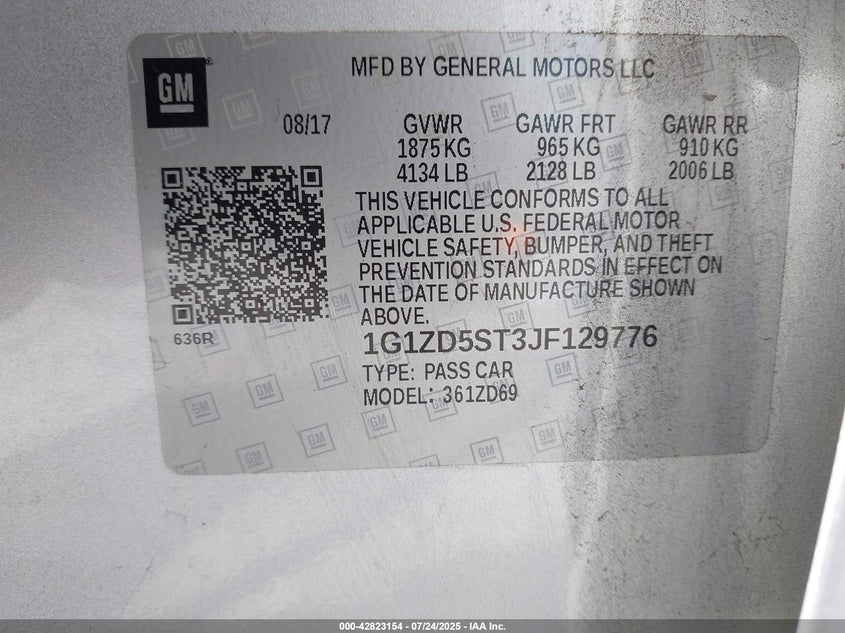 GM
MFD BY GENERAL MOTORS LLC
08/17 GVWR GAWR FRT GAWR RR
1875 KG 965 KG 910 KG
4134 LB 2128 LB 2006 LB
THIS VEHICLE CONFORMS TO ALL
APPLICABLE U.S. FEDERAL MOTOR
VEHICLE SAFETY, BUMPER, AND THEFT
PREVENTION STANDARDS IN EFFECT ON
THE DATE OF MANUFACTURE SHOWN
ABOVE.
636R
1G1ZD5ST3JF129776
TYPE: PASS CAR
MODEL: 361ZD69
000-42823154 - 07/24/2025 - IAA Inc.